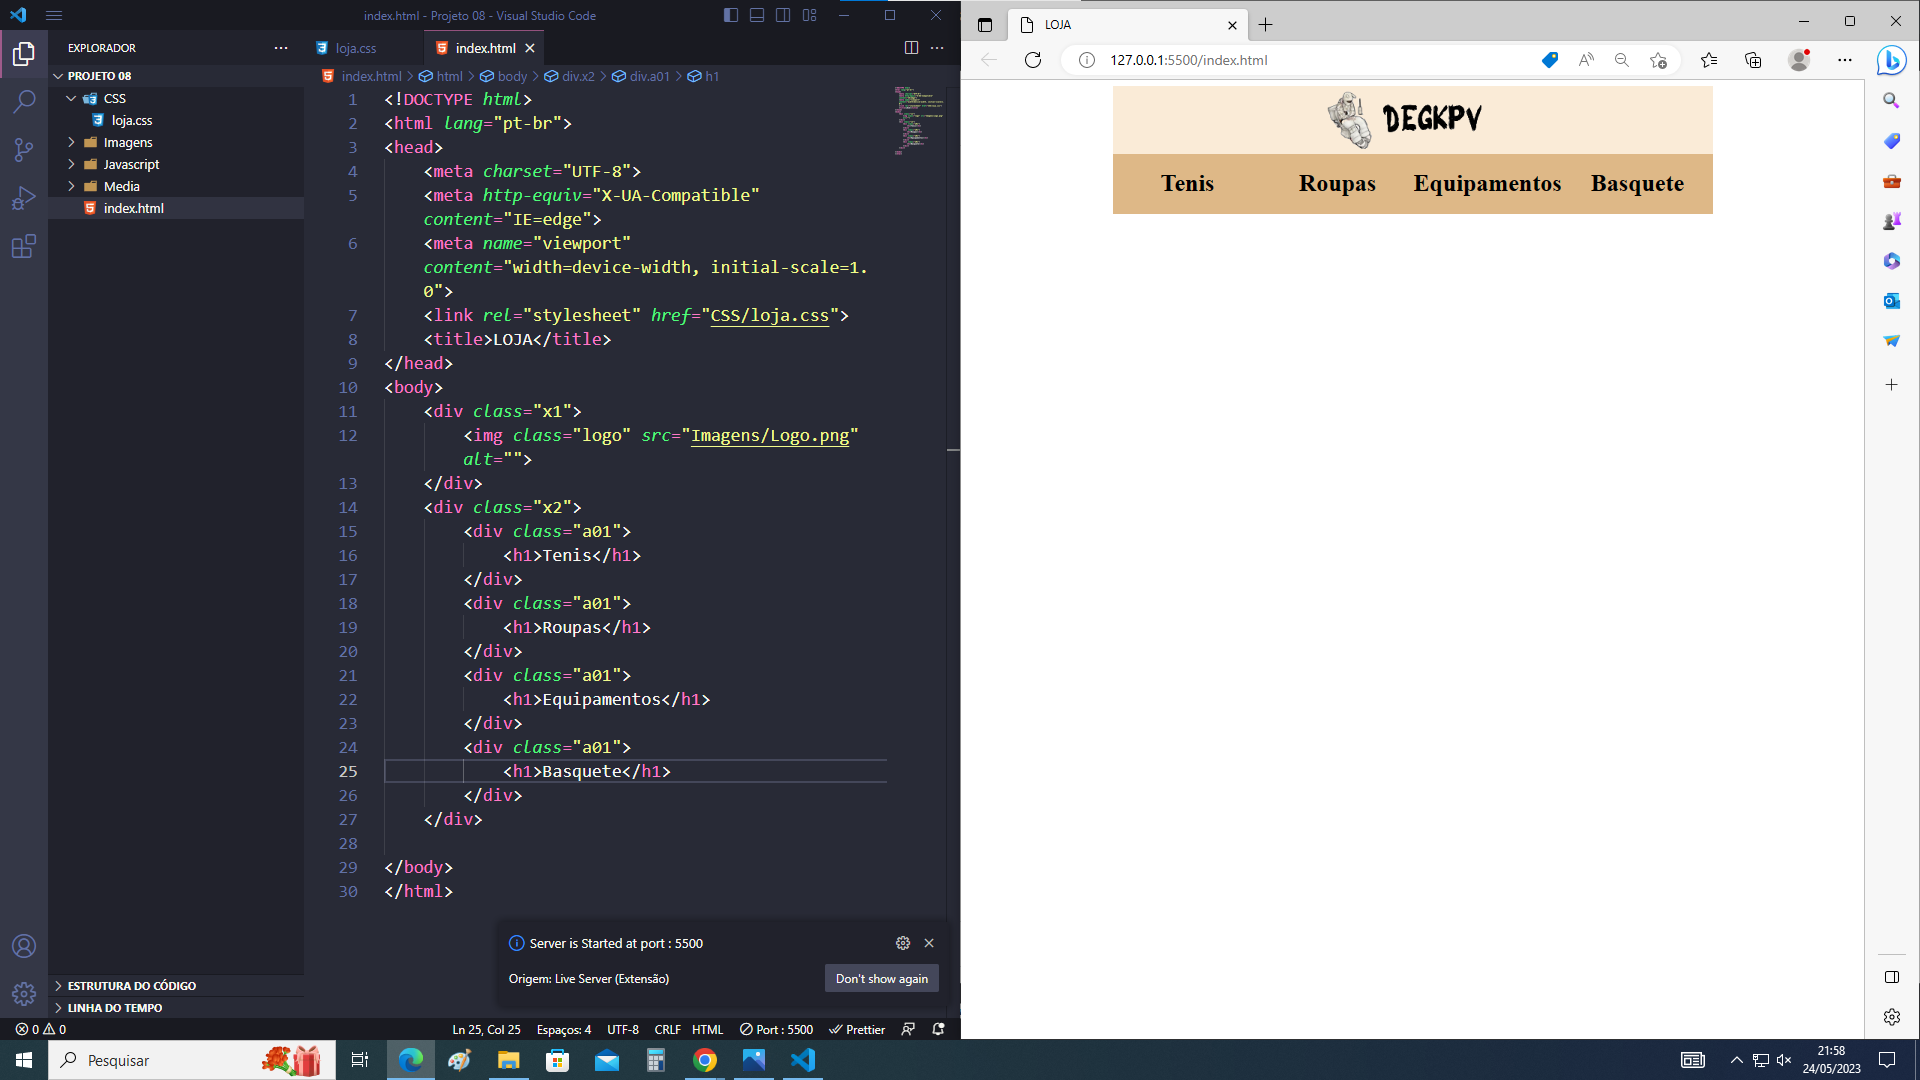 index.html - Projeto 08 - Visual Studio Code
EXPLORADOR
PROJETO 08
CSS
loja.css
Imagens
Javascript
Media
index.html
ESTRUTURA DO CÓDIGO
LINHA DO TEMPO
loja.css
index.html
index.html > html > body > div.x2 > div.a01 > h1
1 <!DOCTYPE html>
2 <html lang="pt-br">
3 <head>
4 <meta charset="UTF-8">
5 <meta http-equiv="X-UA-Compatible"
content="IE=edge">
6 <meta name="viewport"
content="width=device-width, initial-scale=1.
0">
7 <link rel="stylesheet" href="CSS/loja.css">
8 <title>LOJA</title>
9 </head>
10 <body>
11 <div class="x1">
12 <img class="logo" src="Imagens/Logo.png"
alt="">
13 </div>
14 <div class="x2">
15 <div class="a01">
16 <h1>Tenis</h1>
17 </div>
18 <div class="a01">
19 <h1>Roupas</h1>
20 </div>
21 <div class="a01">
22 <h1>Equipamentos</h1>
23 </div>
24 <div class="a01">
25 <h1>Basquete</h1>
26 </div>
27 </div>
28
29 </body>
30 </html>
Server is Started at port : 5500
Origem: Live Server (Extensão)
Don't show again
0 0
Ln 25, Col 25
Espaços: 4
UTF-8
CRLF
HTML
Port : 5500
Prettier
LOJA
127.0.0.1:5500/index.html
DEGKPV
Tenis
Roupas
Equipamentos
Basquete
Pesquisar
21:58
24/05/2023